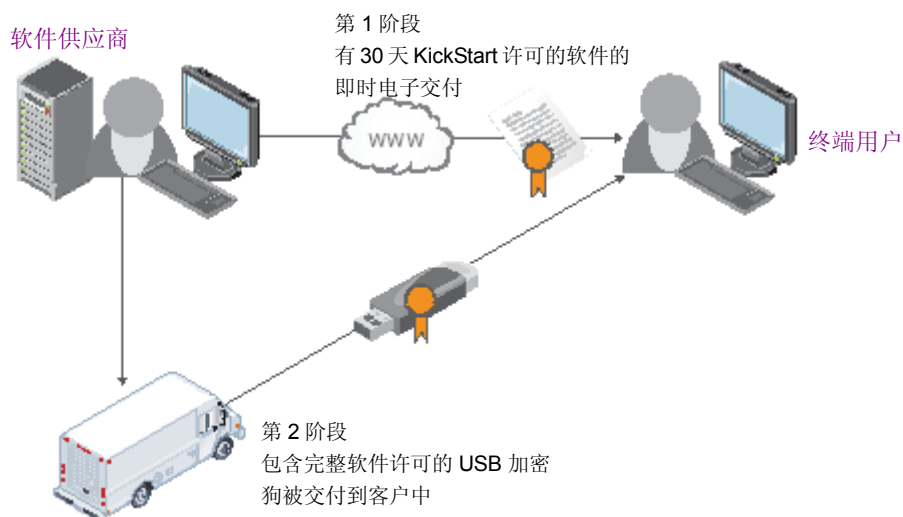 软件供应商
第 1 阶段
有 30 天 KickStart 许可的软件的
即时电子交付
WWW
终端用户
第 2 阶段
包含完整软件许可的 USB 加密
狗被交付到客户中